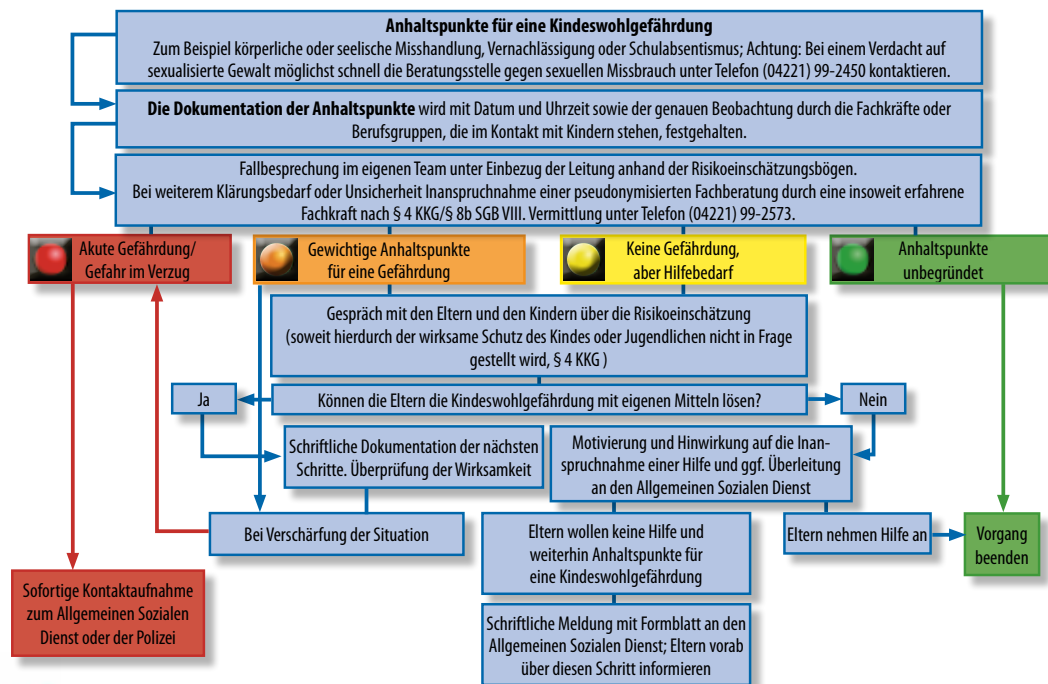 Anhaltspunkte für eine Kindeswohlgefährdung
Zum Beispiel körperliche oder seelische Misshandlung, Vernachlässigung oder Schulabsentismus; Achtung: Bei einem Verdacht auf
sexualisierte Gewalt möglichst schnell die Beratungsstelle gegen sexuellen Missbrauch unter Telefon (04221) 99-2450 kontaktieren.
Die Dokumentation der Anhaltspunkte wird mit Datum und Uhrzeit sowie der genauen Beobachtung durch die Fachkräfte oder
Berufsgruppen, die im Kontakt mit Kindern stehen, festgehalten.
Fallbesprechung im eigenen Team unter Einbezug der Leitung anhand der Risikoeinschätzungsbögen.
Bei weiterem Klärungsbedarf oder Unsicherheit Inanspruchnahme einer pseudonymisierten Fachberatung durch eine insoweit erfahrene
Fachkraft nach § 4 KKG/§ 8b SGB VIII. Vermittlung unter Telefon (04221) 99-2573.
Akute Gefährdung/
Gefahr im Verzug
Gewichtige Anhaltspunkte
für eine Gefährdung
Keine Gefährdung,
aber Hilfebedarf
Anhaltspunkte
unbegründet
Gespräch mit den Eltern und den Kindern über die Risikoeinschätzung
(soweit hierdurch der wirksame Schutz des Kindes oder Jugendlichen nicht in Frage
gestellt wird, § 4 KKG )
Ja
Können die Eltern die Kindeswohlgefährdung mit eigenen Mitteln lösen?
Nein
Schriftliche Dokumentation der nächsten
Schritte. Überprüfung der Wirksamkeit
Motivierung und Hinwirkung auf die Inan-
spruchnahme einer Hilfe und ggf. Überleitung
an den Allgemeinen Sozialen Dienst
Bei Verschärfung der Situation
Eltern wollen keine Hilfe und
weiterhin Anhaltspunkte für
eine Kindeswohlgefährdung
Eltern nehmen Hilfe an
Vorgang
beenden
Sofortige Kontaktaufnahme
zum Allgemeinen Sozialen
Dienst oder der Polizei
Schriftliche Meldung mit Formblatt an den
Allgemeinen Sozialen Dienst; Eltern vorab
über diesen Schritt informieren